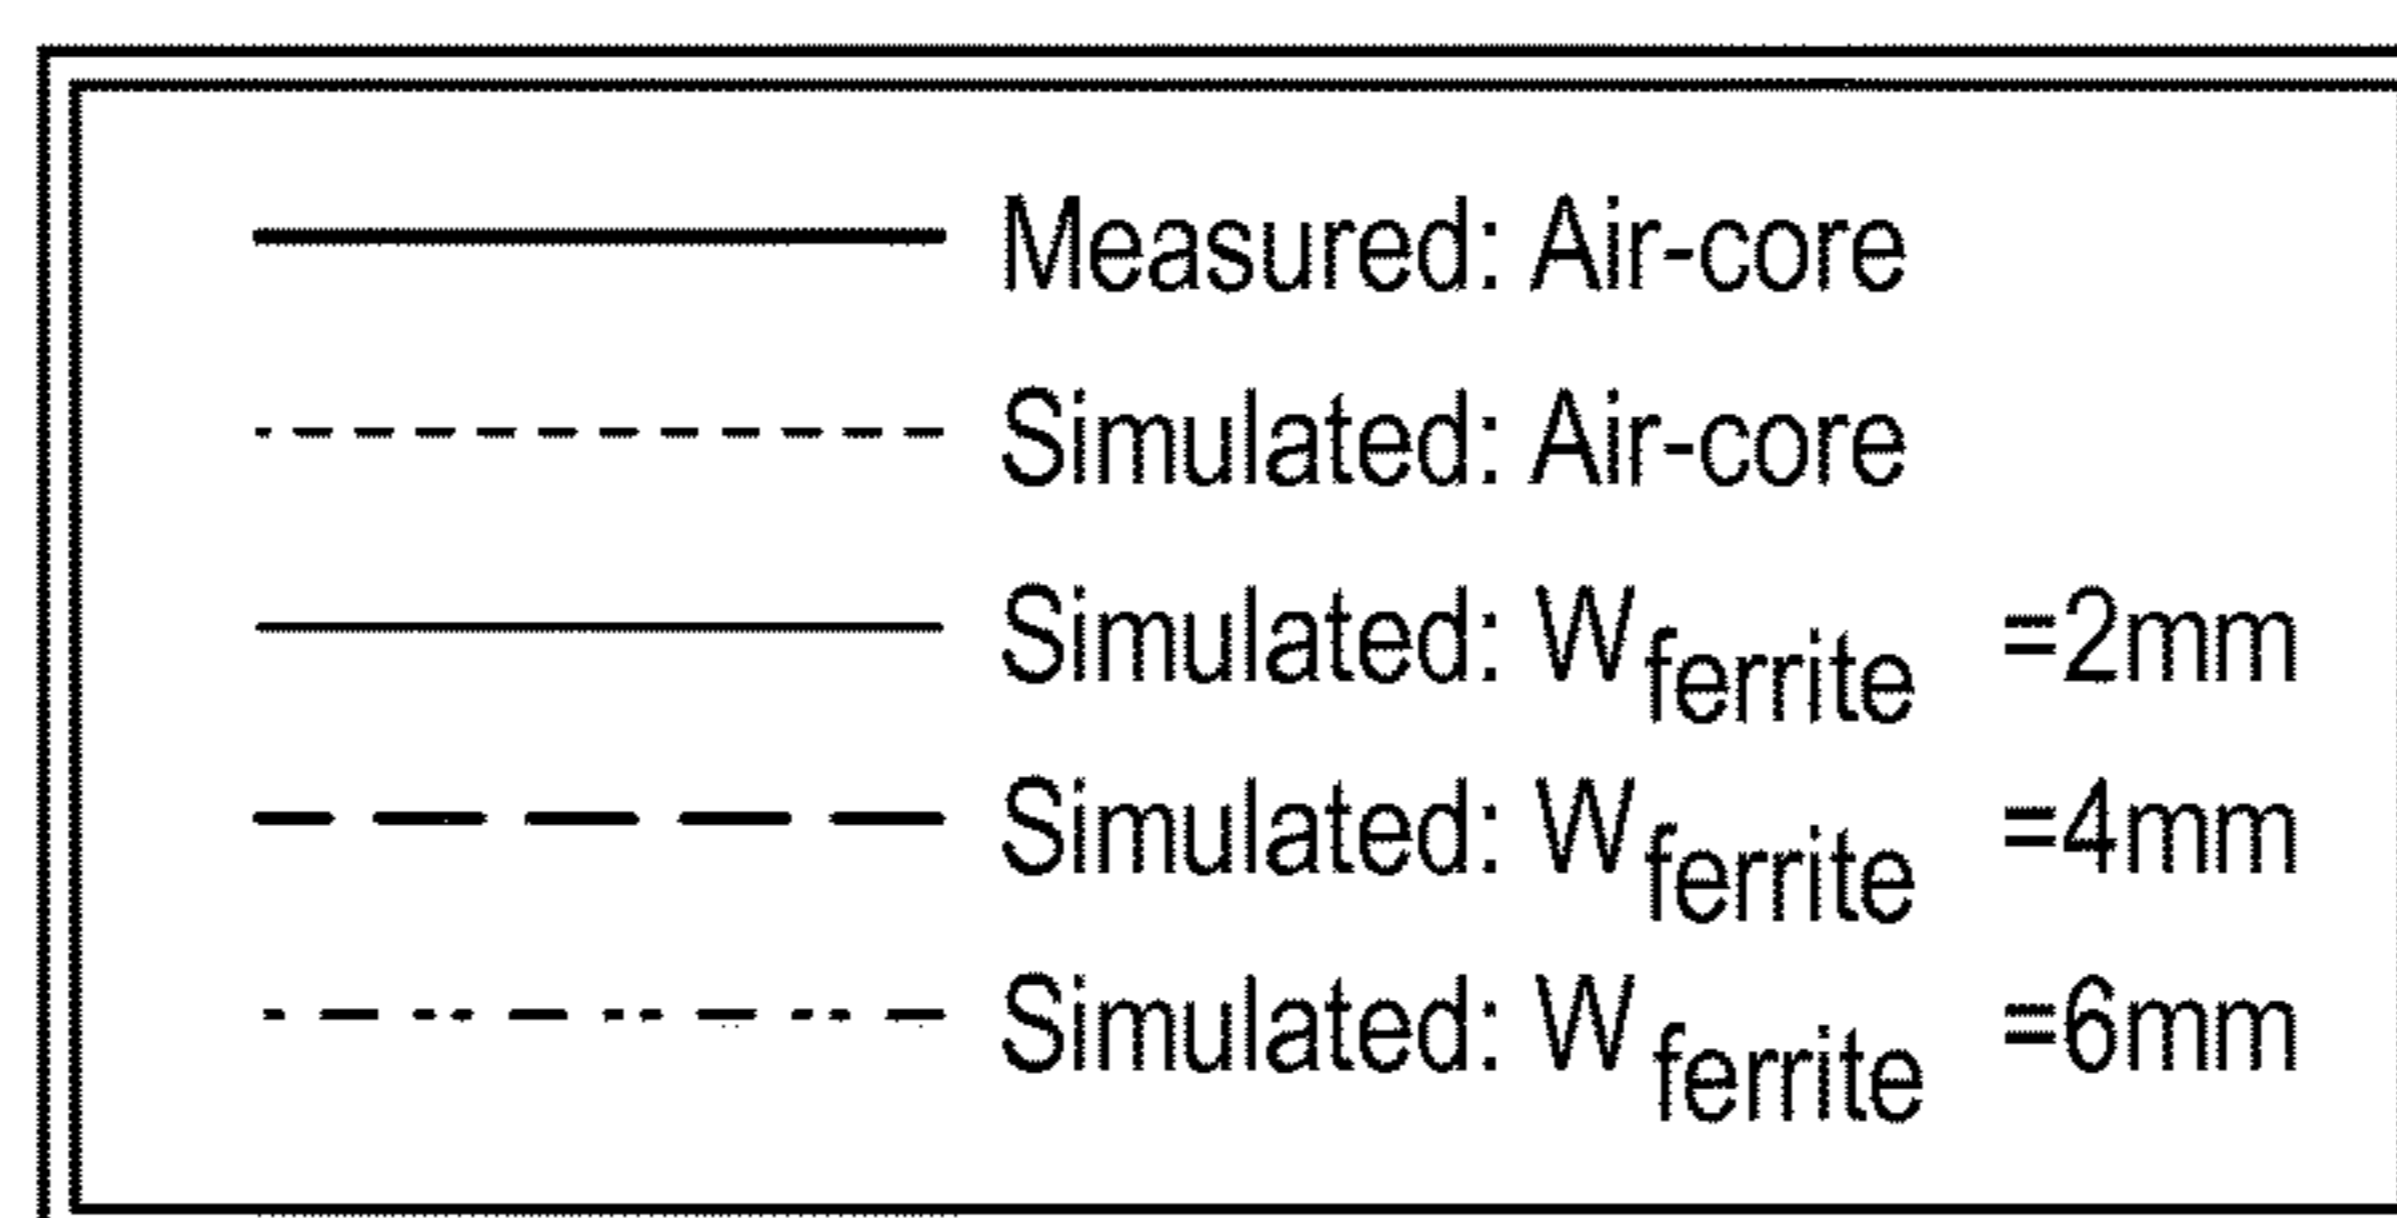 Measured: Air-core
Simulated: Air-core
Simulated: Wferrite =2mm
Simulated: Wferrite =4mm
Simulated: Wferrite =6mm